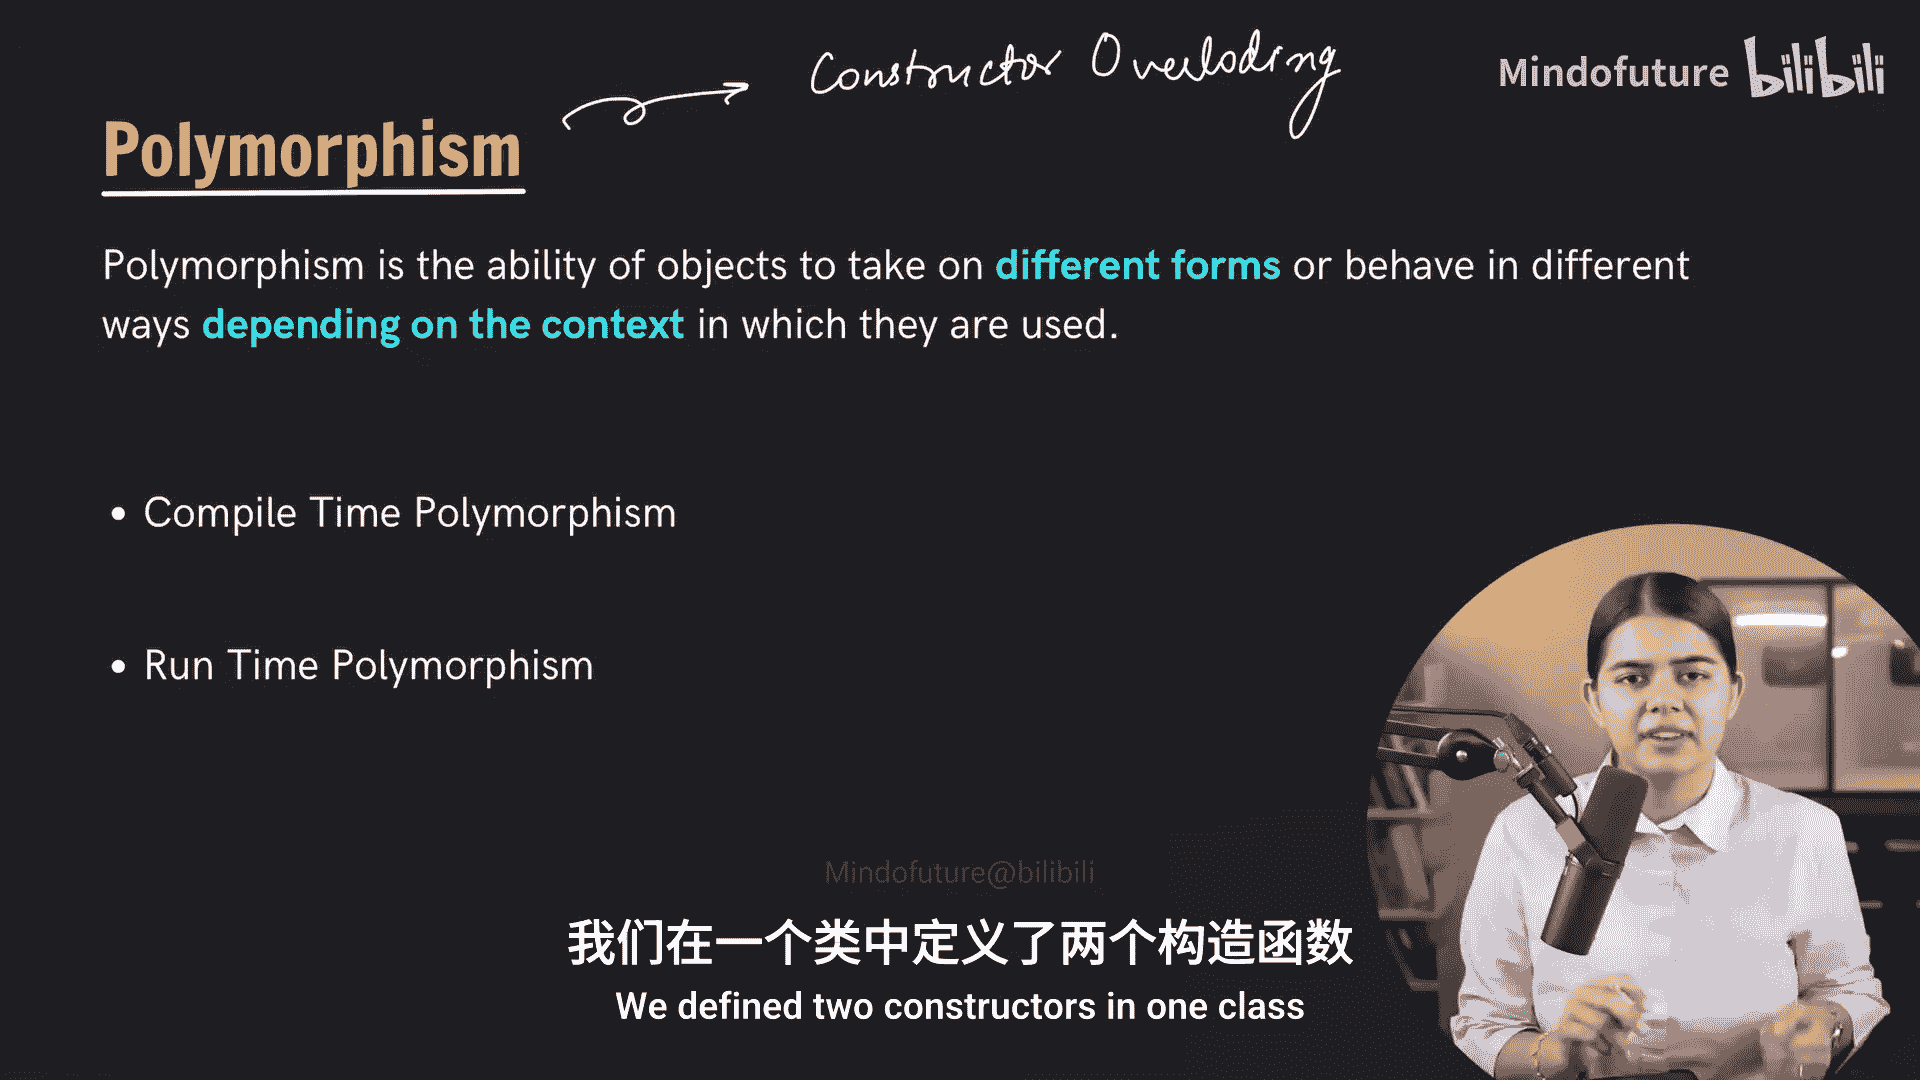 Constructor Overloding
Mindofuture bilibili
Polymorphism
Polymorphism is the ability of objects to take on different forms or behave in different
ways depending on the context in which they are used.
• Compile Time Polymorphism
• Run Time Polymorphism
Mindofuture@bilibili
我们在一个类中定义了两个构造函数
We defined two constructors in one class